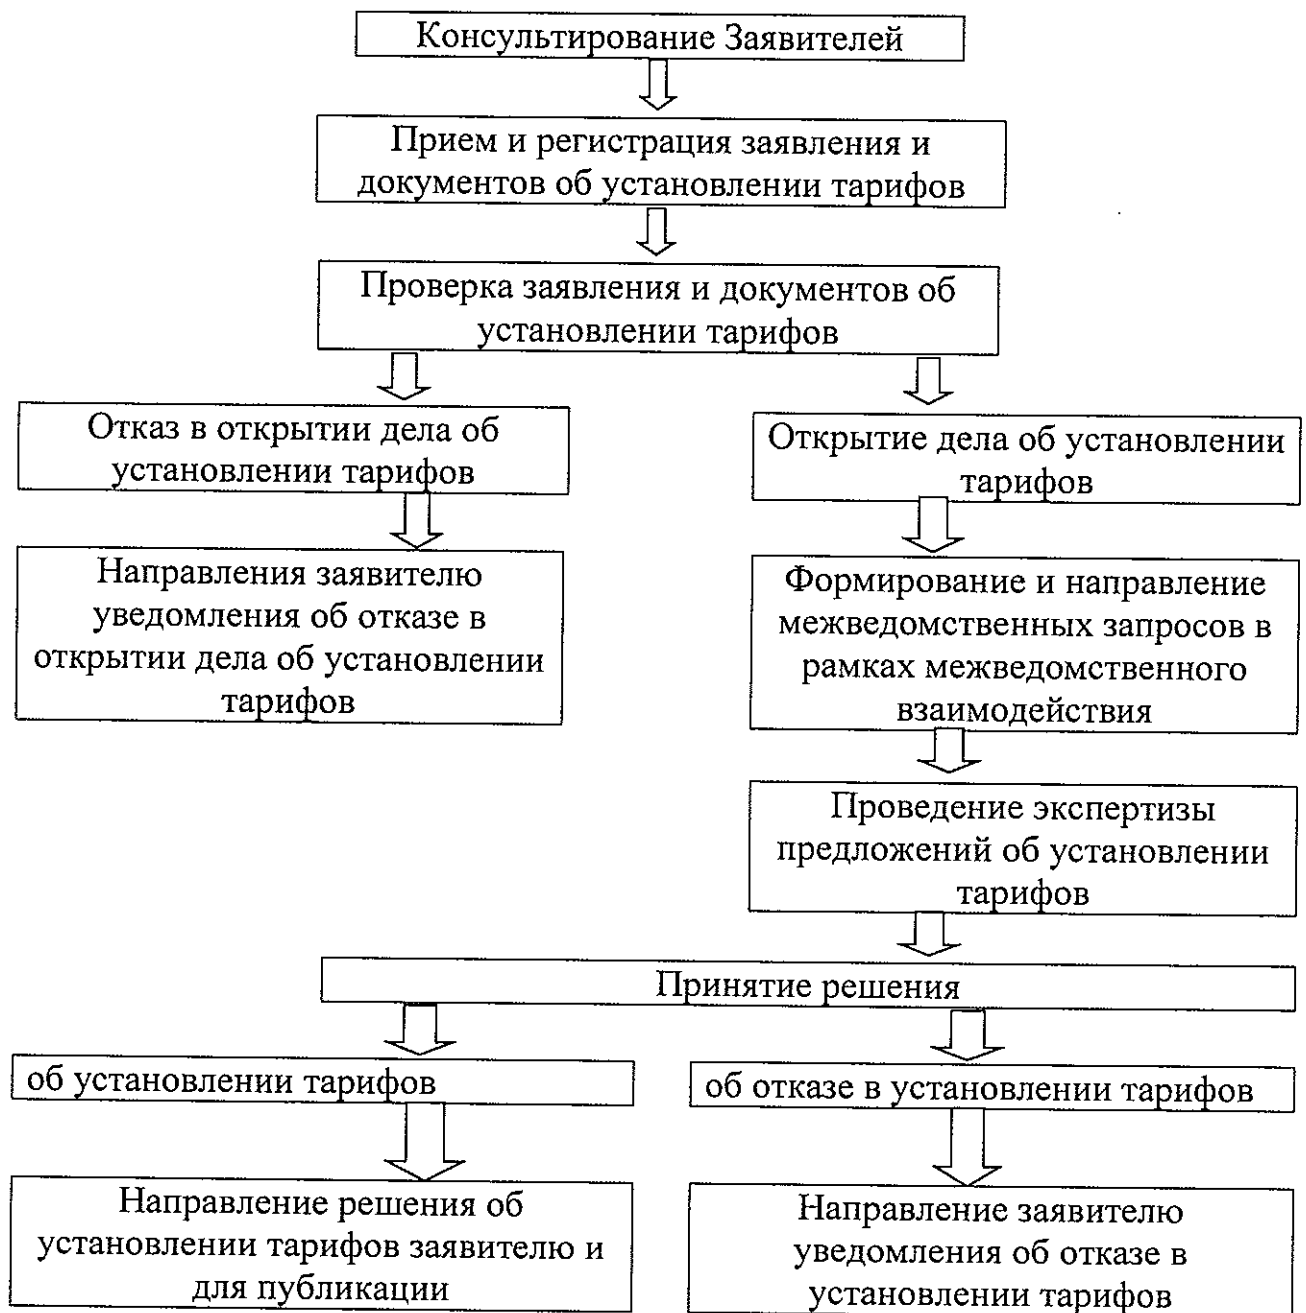 Консультирование Заявителей
Прием и регистрация заявления и
документов об установлении тарифов
Проверка заявления и документов об
установлении тарифов
Отказ в открытии дела об
установлении тарифов
Открытие дела об установлении
тарифов
Направления заявителю
уведомления об отказе в
открытии дела об установлении
тарифов
Формирование и направление
межведомственных запросов в
рамках межведомственного
взаимодействия
Проведение экспертизы
предложений об установлении
тарифов
Принятие решения
об установлении тарифов
об отказе в установлении тарифов
Направление решения об
установлении тарифов заявителю и
для публикации
Направление заявителю
уведомления об отказе в
установлении тарифов